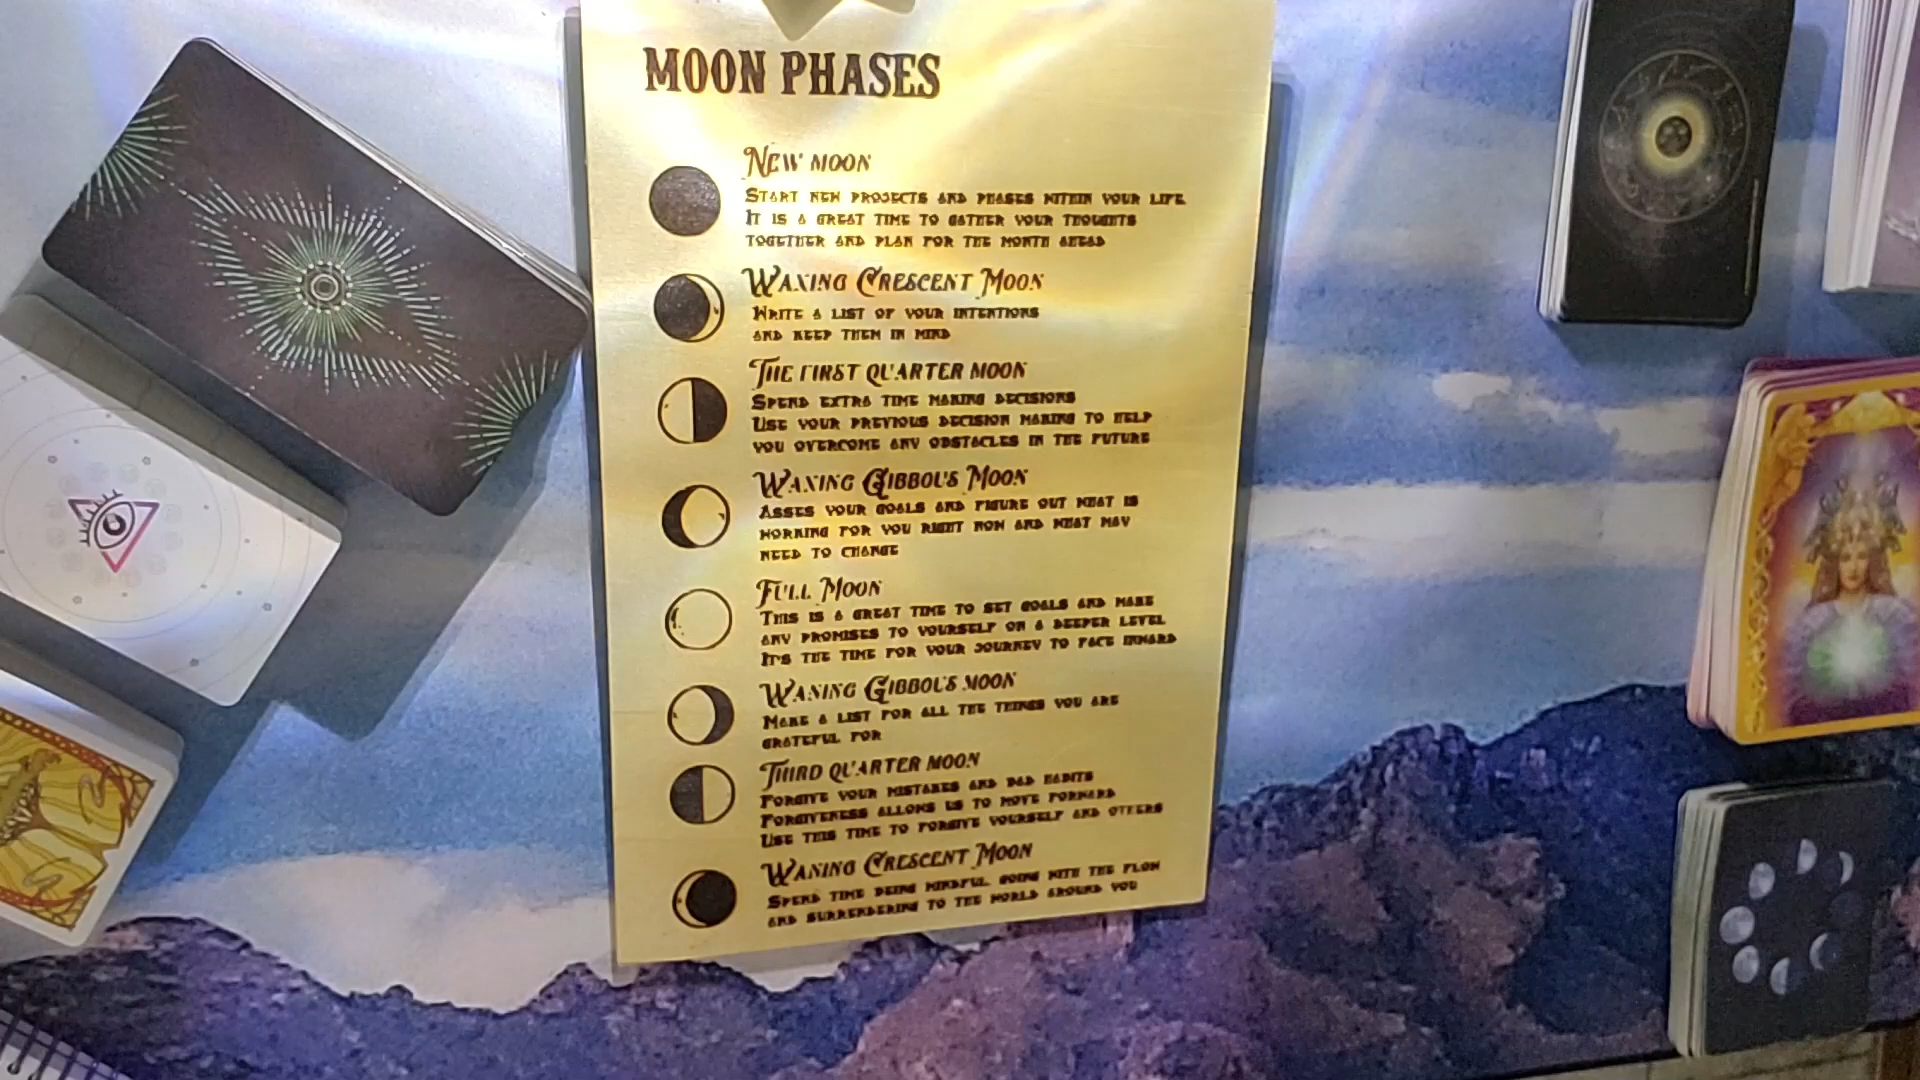 MOON PHASES
NEW MOON
START NEW PROJECTS AND PHASES WITHIN YOUR LIFE
IT IS A GREAT TIME TO GATHER YOUR THOUGHTS
TOGETHER AND PLAN FOR THE MONTH AHEAD
WAXING CRESCENT MOON
WRITE A LIST OF YOUR INTENTIONS
AND KEEP THEM IN MIND
THE FIRST QUARTER MOON
SPEND EXTRA TIME MAKING DECISIONS
USE YOUR PREVIOUS DECISION MAKING TO HELP
YOU OVERCOME ANY OBSTACLES IN THE FUTURE
WAXING GIBBOUS MOON
ASSES YOUR GOALS AND FIGURE OUT WHAT IS
WORKING FOR YOU RIGHT NOW AND WHAT MAY
NEED TO CHANGE
FULL MOON
THIS IS A GREAT TIME TO SET GOALS AND MAKE
ANY PROMISES TO YOURSELF ON A DEEPER LEVEL
IT'S THE TIME FOR YOUR JOURNEY TO FACE INWARD
WANING GIBBOUS MOON
MAKE A LIST FOR ALL THE THINGS YOU ARE
GRATEFUL FOR
THIRD QUARTER MOON
FORGIVE YOUR MISTAKES AND BAD HABITS
FORGIVENESS ALLOWS US TO MOVE FORWARD
USE THIS TIME TO FORGIVE YOURSELF AND OTHERS
WANING CRESCENT MOON
SPEND TIME BEING MINDFUL, GOING WITH THE FLOW
AND SURRENDERING TO THE WORLD AROUND YOU